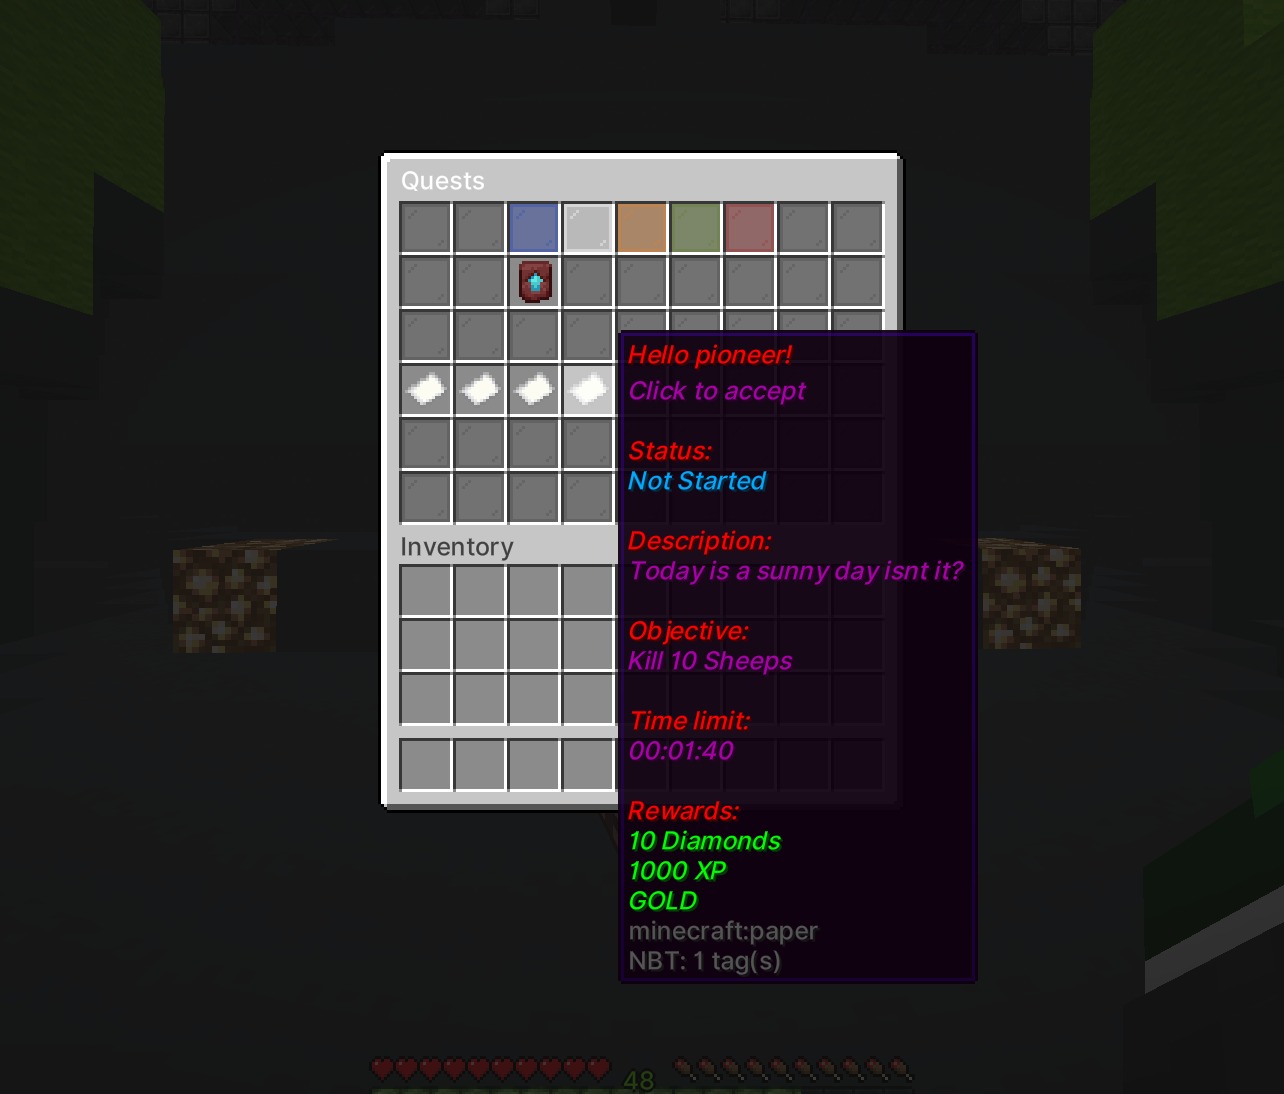 Quests
Hello pioneer!
Click to accept
Status:
Not Started
Description:
Today is a sunny day isnt it?
Objective:
Kill 10 Sheeps
Time limit:
00:01:40
Rewards:
10 Diamonds
1000 XP
GOLD
minecraft:paper
NBT: 1 tag(s)
Inventory
48